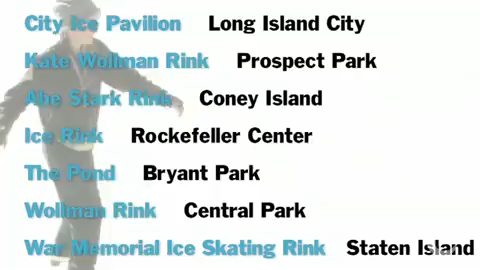 City Ice Pavilion Long Island City
Kate Wollman Rink Prospect Park
Abe Stark Rink Coney Island
Ice Rink Rockefeller Center
The Pond Bryant Park
Wollman Rink Central Park
War Memorial Ice Skating Rink Staten Island